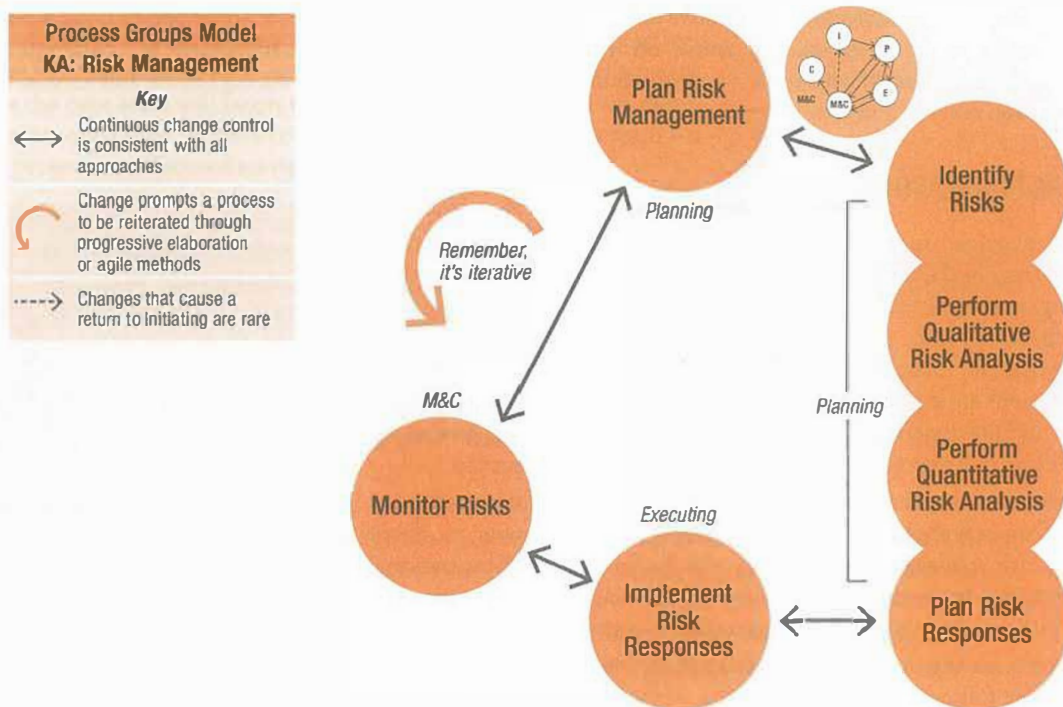 Process Groups Model
KA: Risk Management
Key
Continuous change control
is consistent with all
approaches
Change prompts a process
to be reiterated through
progressive elaboration
or agile methods
Changes that cause a
return to Initiating are rare
Plan Risk
Management
Planning
I
P
C
E
M&C
M&C
Identify
Risks
Perform
Qualitative
Risk Analysis
Planning
Perform
Quantitative
Risk Analysis
Plan Risk
Responses
Executing
Implement
Risk
Responses
M&C
Monitor Risks
Remember,
it's iterative